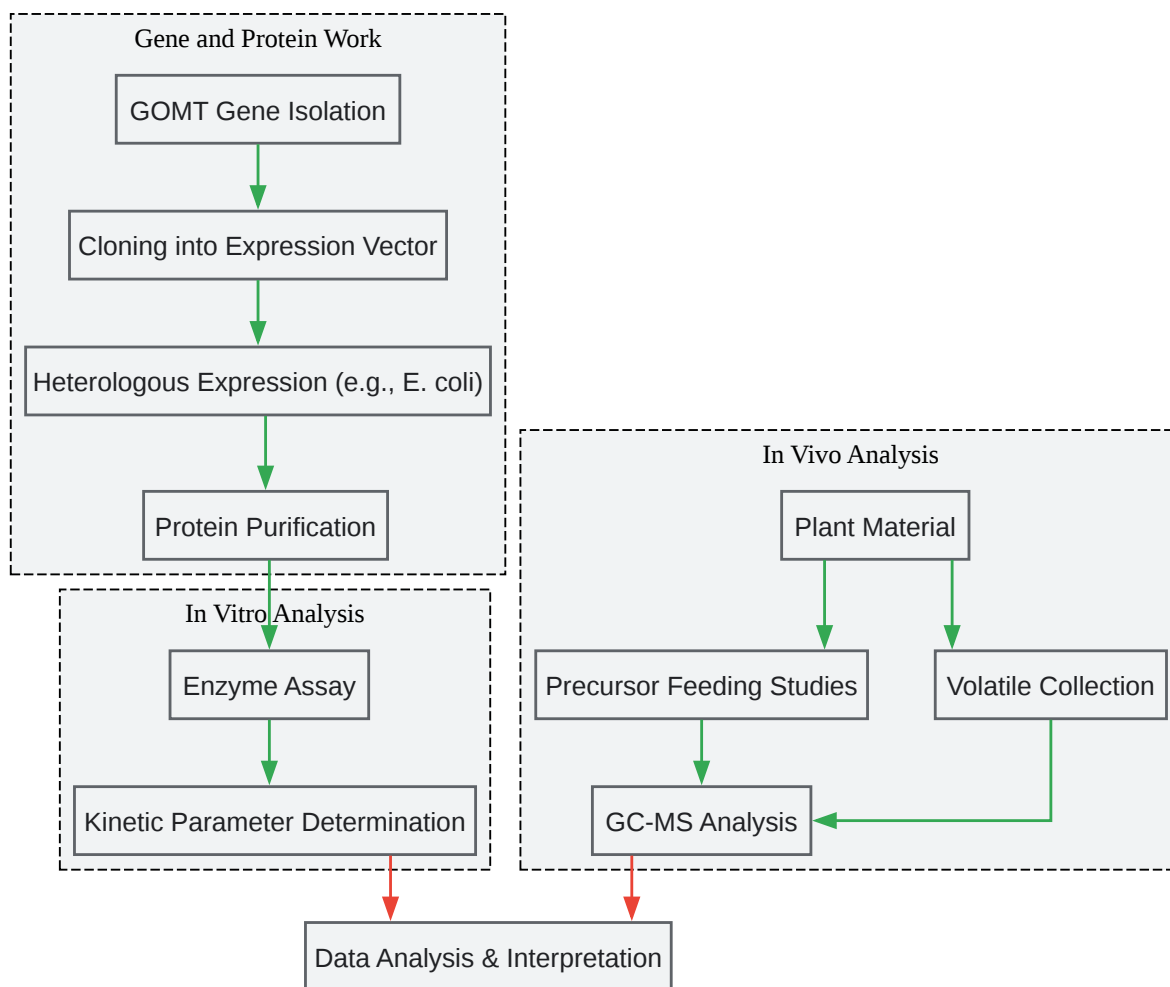 Gene and Protein Work
GOMT Gene Isolation
Cloning into Expression Vector
Heterologous Expression (e.g., E. coli)
Protein Purification
In Vitro Analysis
Enzyme Assay
Kinetic Parameter Determination
In Vivo Analysis
Plant Material
Precursor Feeding Studies
Volatile Collection
GC-MS Analysis
Data Analysis & Interpretation